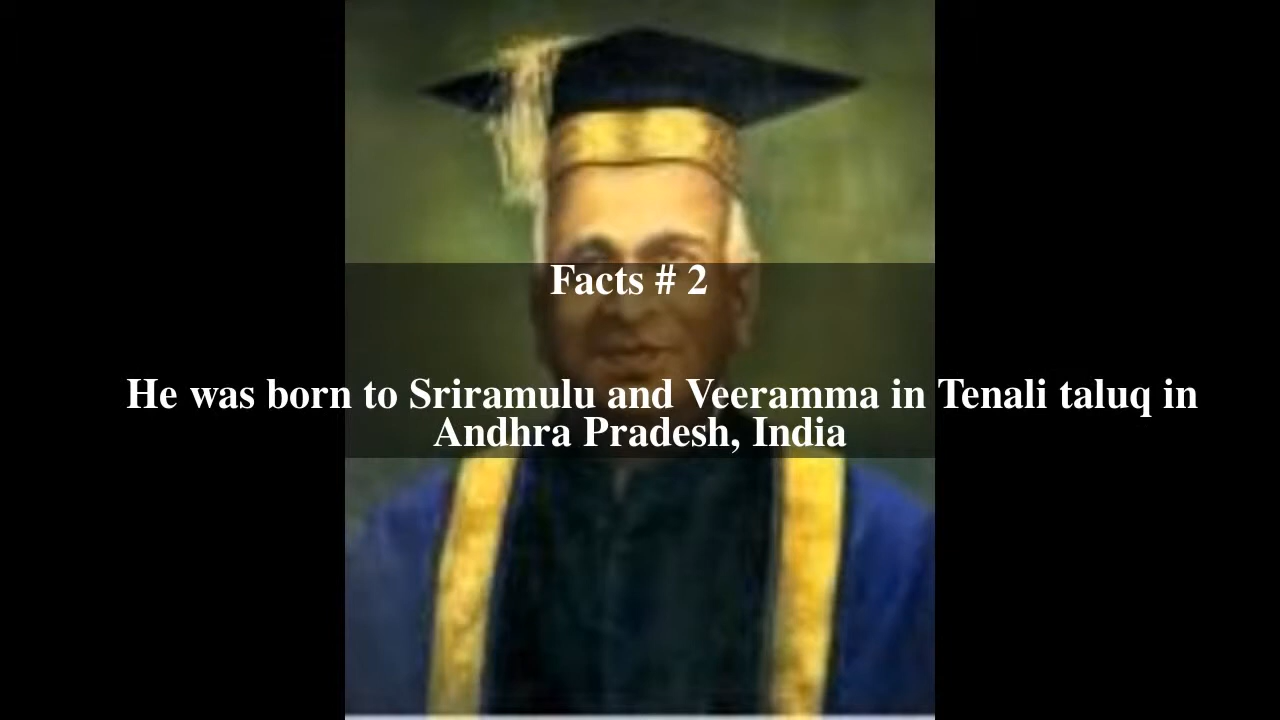 Facts # 2
He was born to Sriramulu and Veeramma in Tenali taluq in
Andhra Pradesh, India